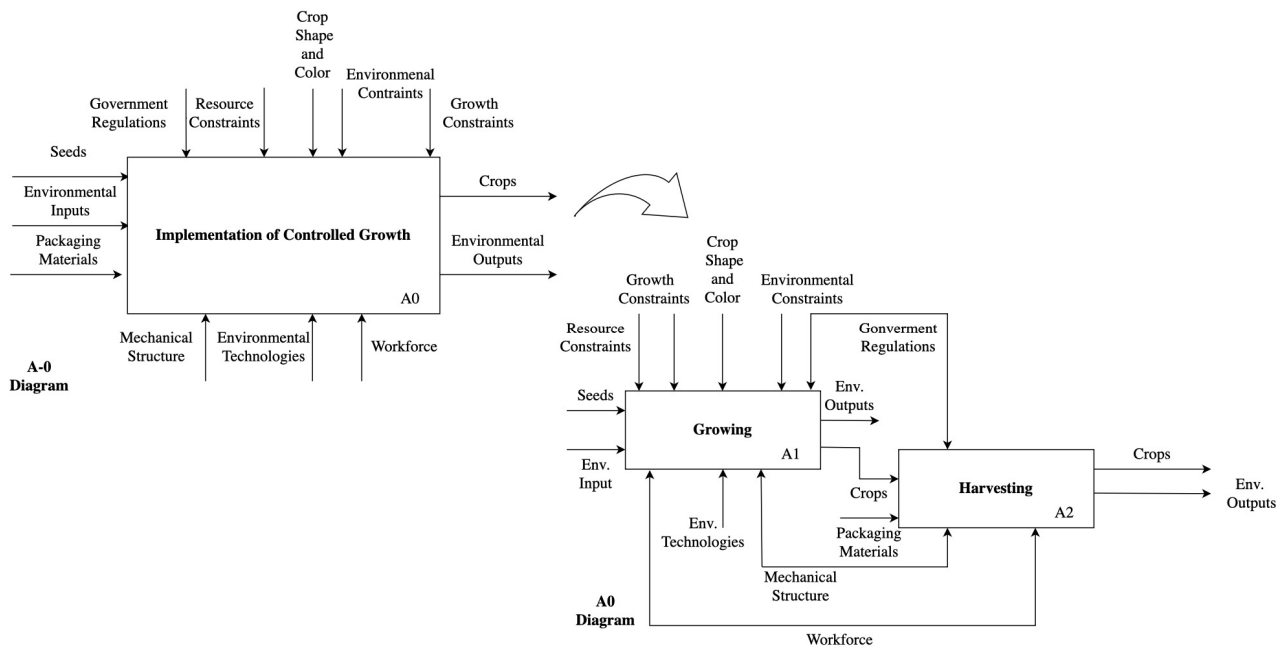 Crop
Shape
and
Color
Environmenal
Contraints
Government
Regulations
Resource
Constraints
Growth
Constraints
Seeds
Environmental
Inputs
Packaging
Materials
Implementation of Controlled Growth
A0
Crops
Environmental
Outputs
Mechanical
Structure
Environmental
Technologies
Workforce
A-0
Diagram
Crop
Shape
and
Color
Growth
Constraints
Environmental
Constraints
Resource
Constraints
Gonverment
Regulations
Seeds
Env.
Input
Growing
A1
Env.
Outputs
Crops
Packaging
Materials
Harvesting
A2
Crops
Env.
Outputs
Env.
Technologies
Mechanical
Structure
A0
Diagram
Workforce